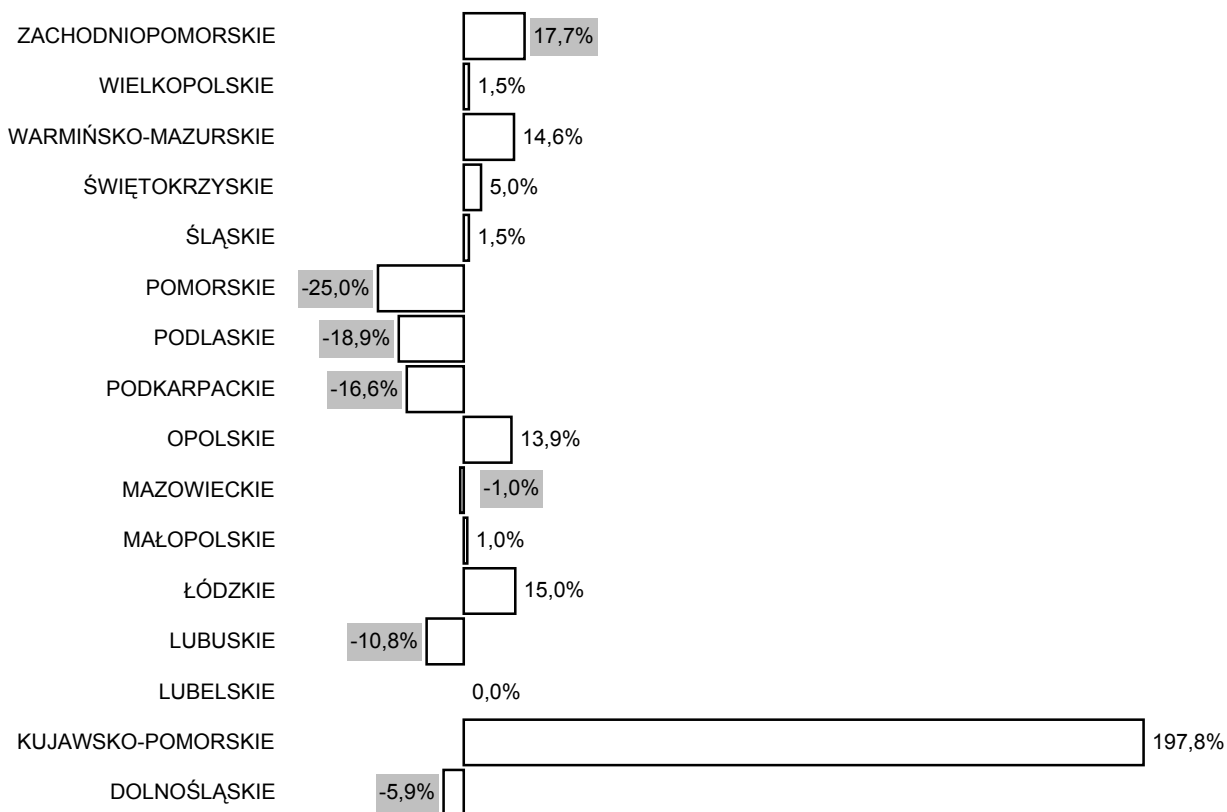 ZACHODNIOPOMORSKIE 17,7%
WIELKOPOLSKIE 1,5%
WARMIŃSKO-MAZURSKIE 14,6%
ŚWIĘTOKRZYSKIE 5,0%
ŚLĄSKIE 1,5%
POMORSKIE -25,0%
PODLASKIE -18,9%
PODKARPACKIE -16,6%
OPOLSKIE 13,9%
MAZOWIECKIE -1,0%
MAŁOPOLSKIE 1,0%
ŁÓDZKIE 15,0%
LUBUSKIE -10,8%
LUBELSKIE 0,0%
KUJAWSKO-POMORSKIE 197,8%
DOLNOŚLĄSKIE -5,9%